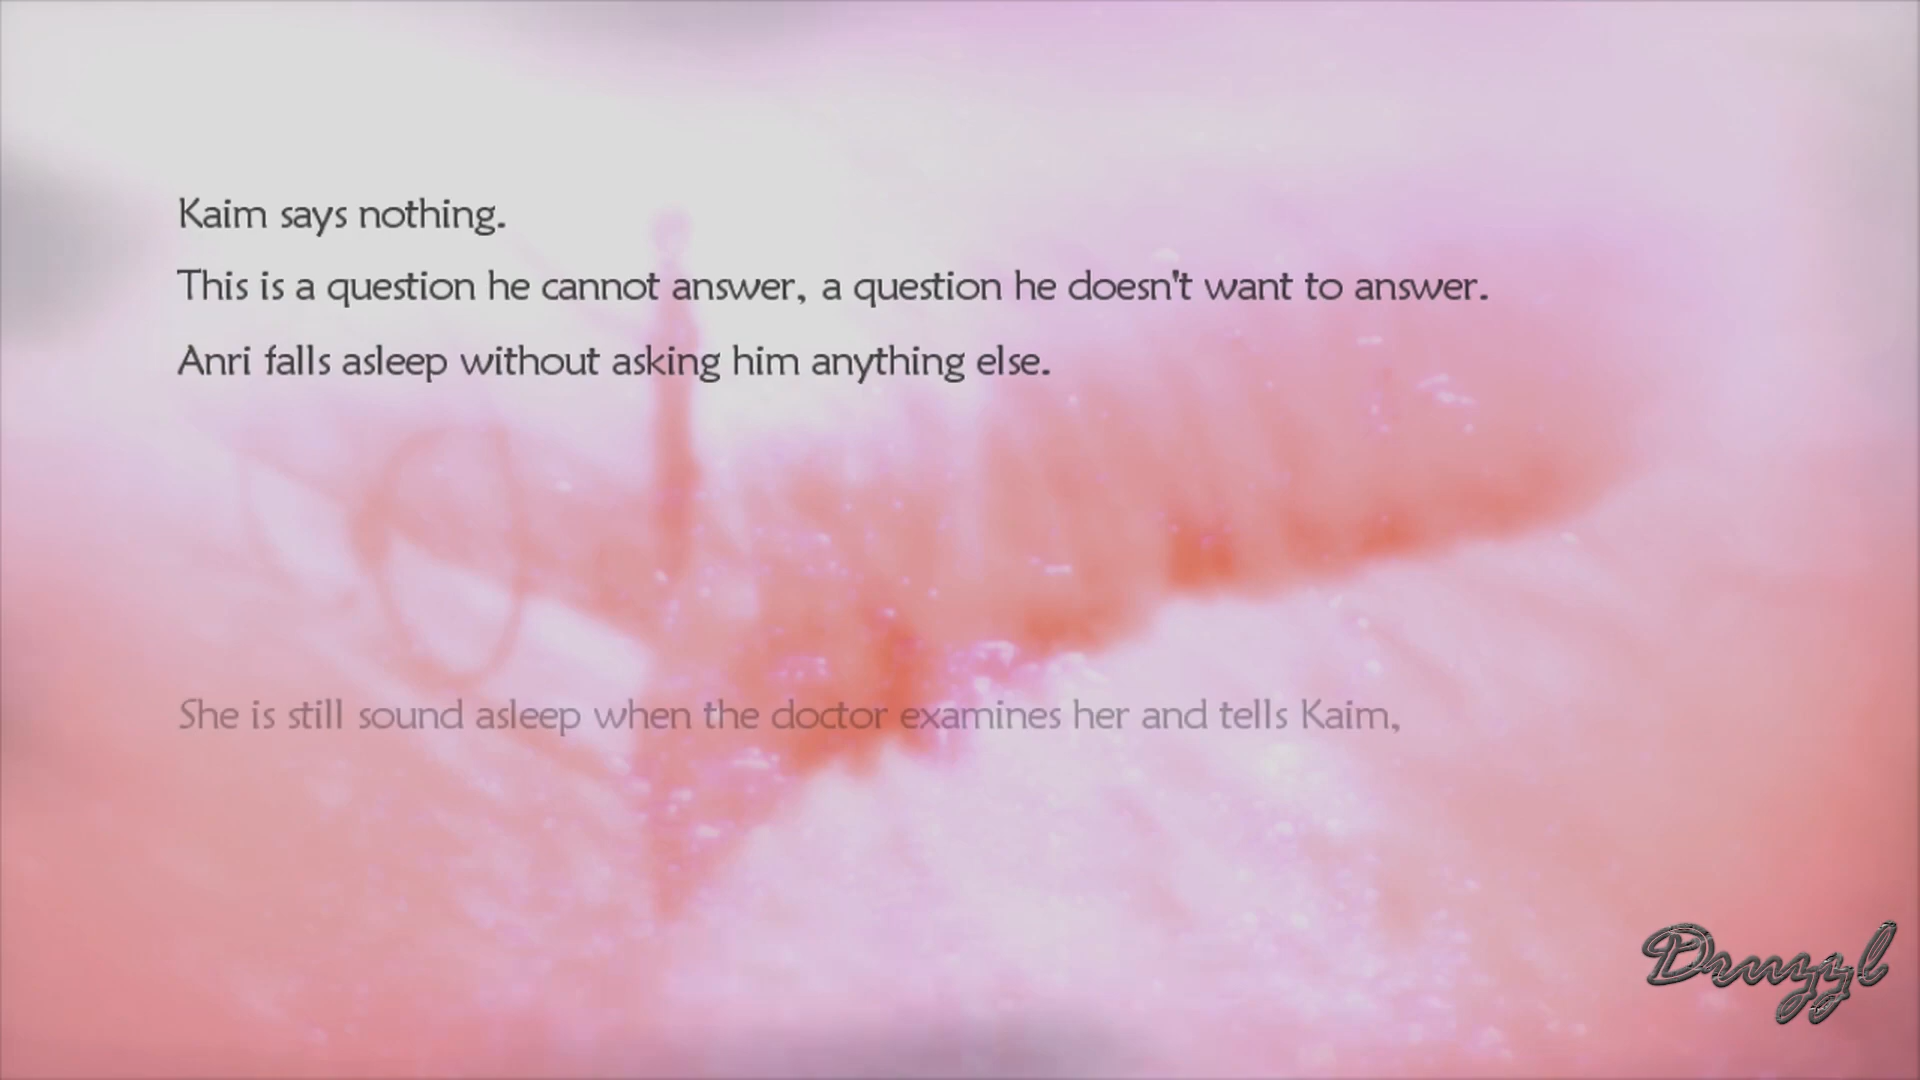 Kaim says nothing.
This is a question he cannot answer, a question he doesn't want to answer.
Anri falls asleep without asking him anything else.
She is still sound asleep when the doctor examines her and tells Kaim,
Druzzl